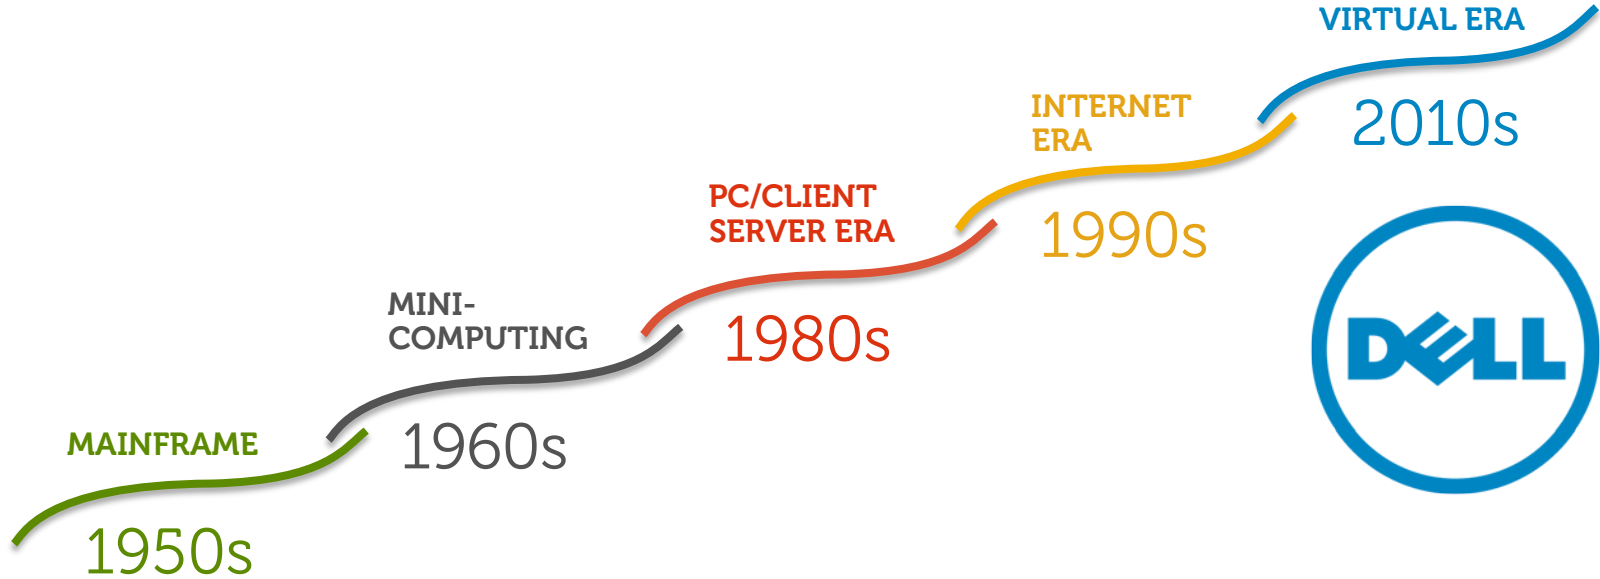 VIRTUAL ERA
2010s
INTERNET
ERA
1990s
PC/CLIENT
SERVER ERA
1980s
MINI-
COMPUTING
1960s
MAINFRAME
1950s
DELL